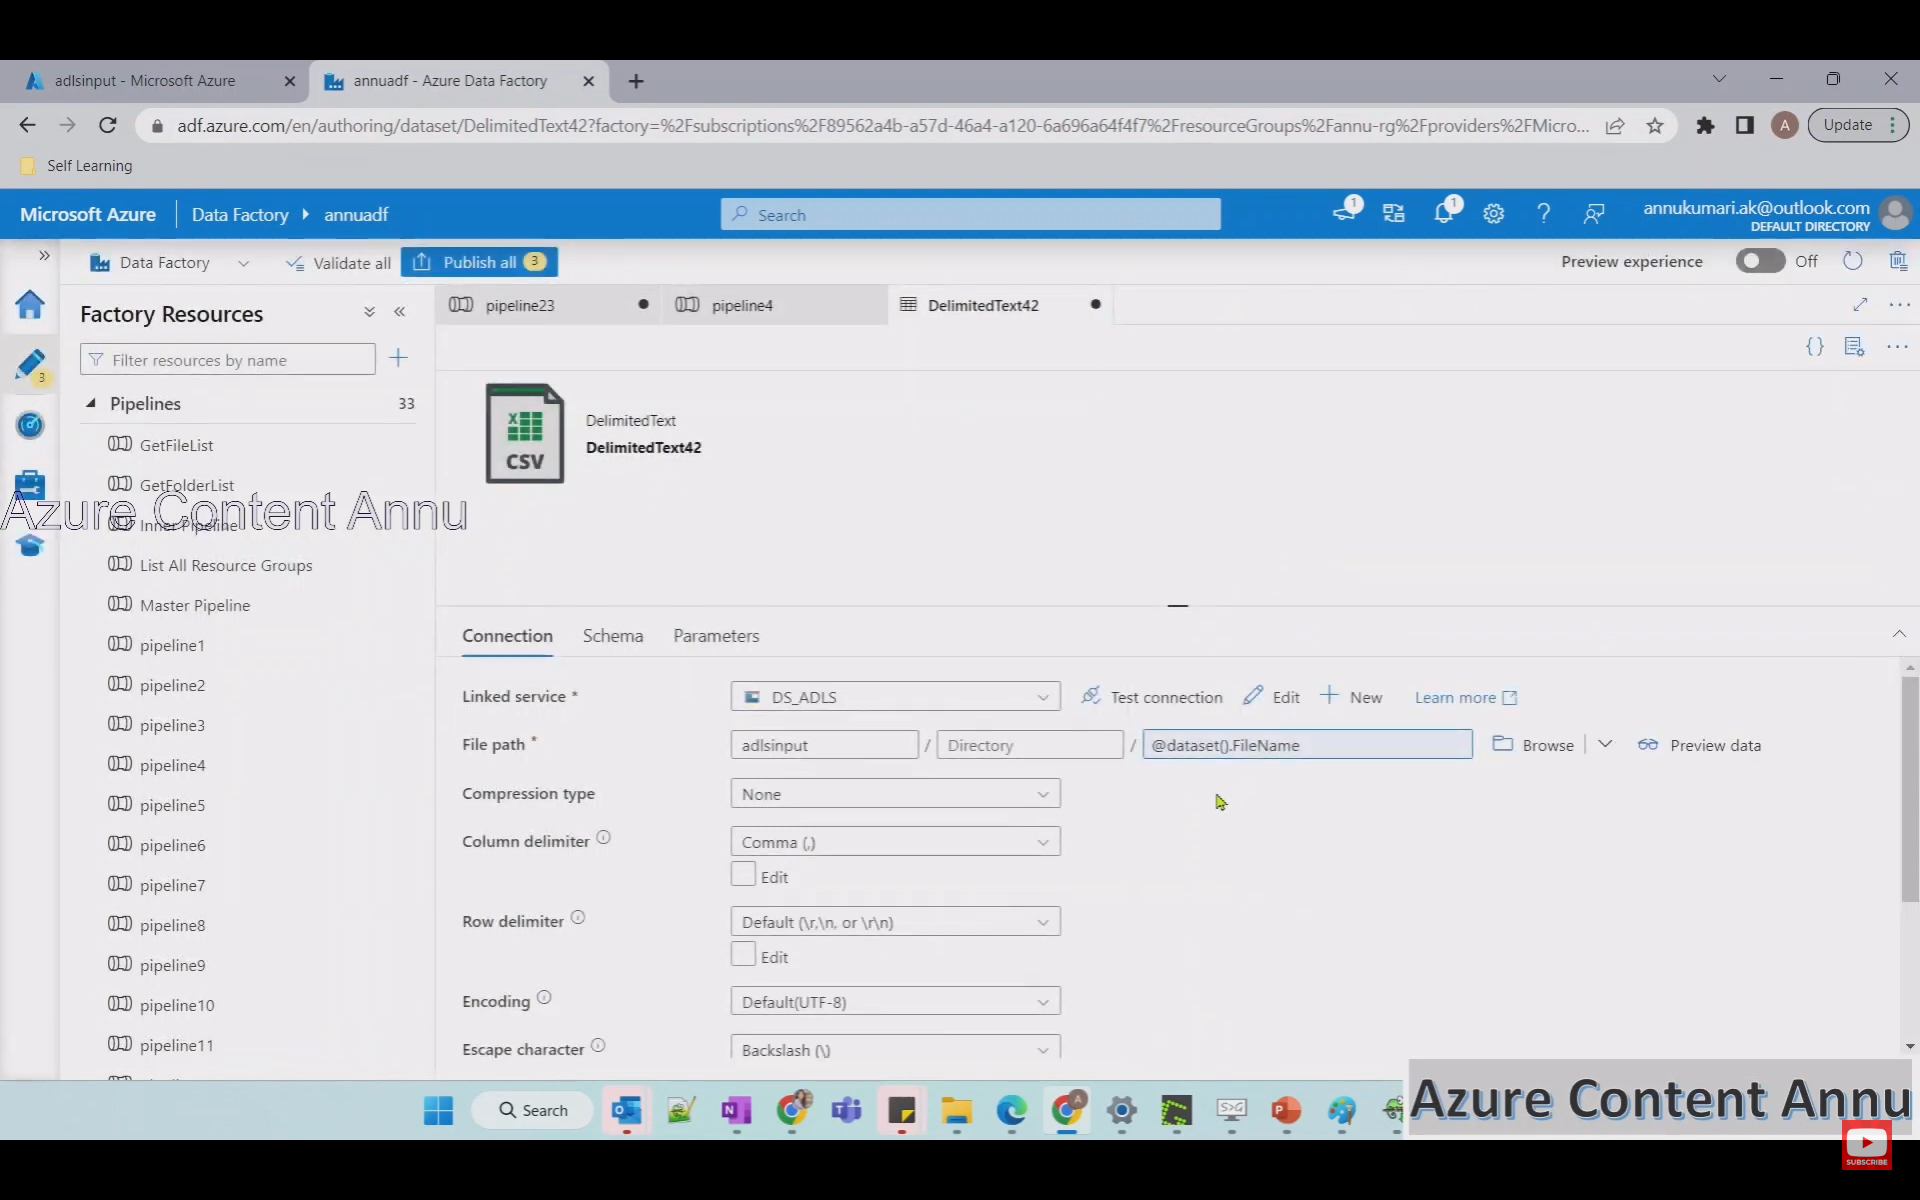 adlsinput - Microsoft Azure
annuadf - Azure Data Factory
adf.azure.com/en/authoring/dataset/DelimitedText42?factory=%2Fsubscriptions%2F89562a4b-a57d-46a4-a120-6a696a64f4f7%2FresourceGroups%2Fannu-rg%2Fproviders%2FMicro...
A
Update
Self Learning
Microsoft Azure
Data Factory
annuadf
Search
1
1
annukumari.ak@outlook.com
DEFAULT DIRECTORY
Data Factory
Validate all
Publish all 3
Preview experience
Off
Factory Resources
pipeline23
pipeline4
DelimitedText42
Filter resources by name
3
Pipelines 33
CSV
DelimitedText
DelimitedText42
GetFileList
GetFolderList
Azure Content Annu
Inner Pipeline
List All Resource Groups
Master Pipeline
pipeline1
pipeline2
pipeline3
pipeline4
pipeline5
pipeline6
pipeline7
pipeline8
pipeline9
pipeline10
pipeline11
Connection Schema Parameters
Linked service * DS_ADLS Test connection Edit New Learn more
File path * adlsinput / Directory / @dataset().FileName Browse Preview data
Compression type None
Column delimiter Comma (,)
Edit
Row delimiter Default (\r,\n, or \r\n)
Edit
Encoding Default(UTF-8)
Escape character Backslash (\)
Search
Azure Content Annu
SUBSCRIBE